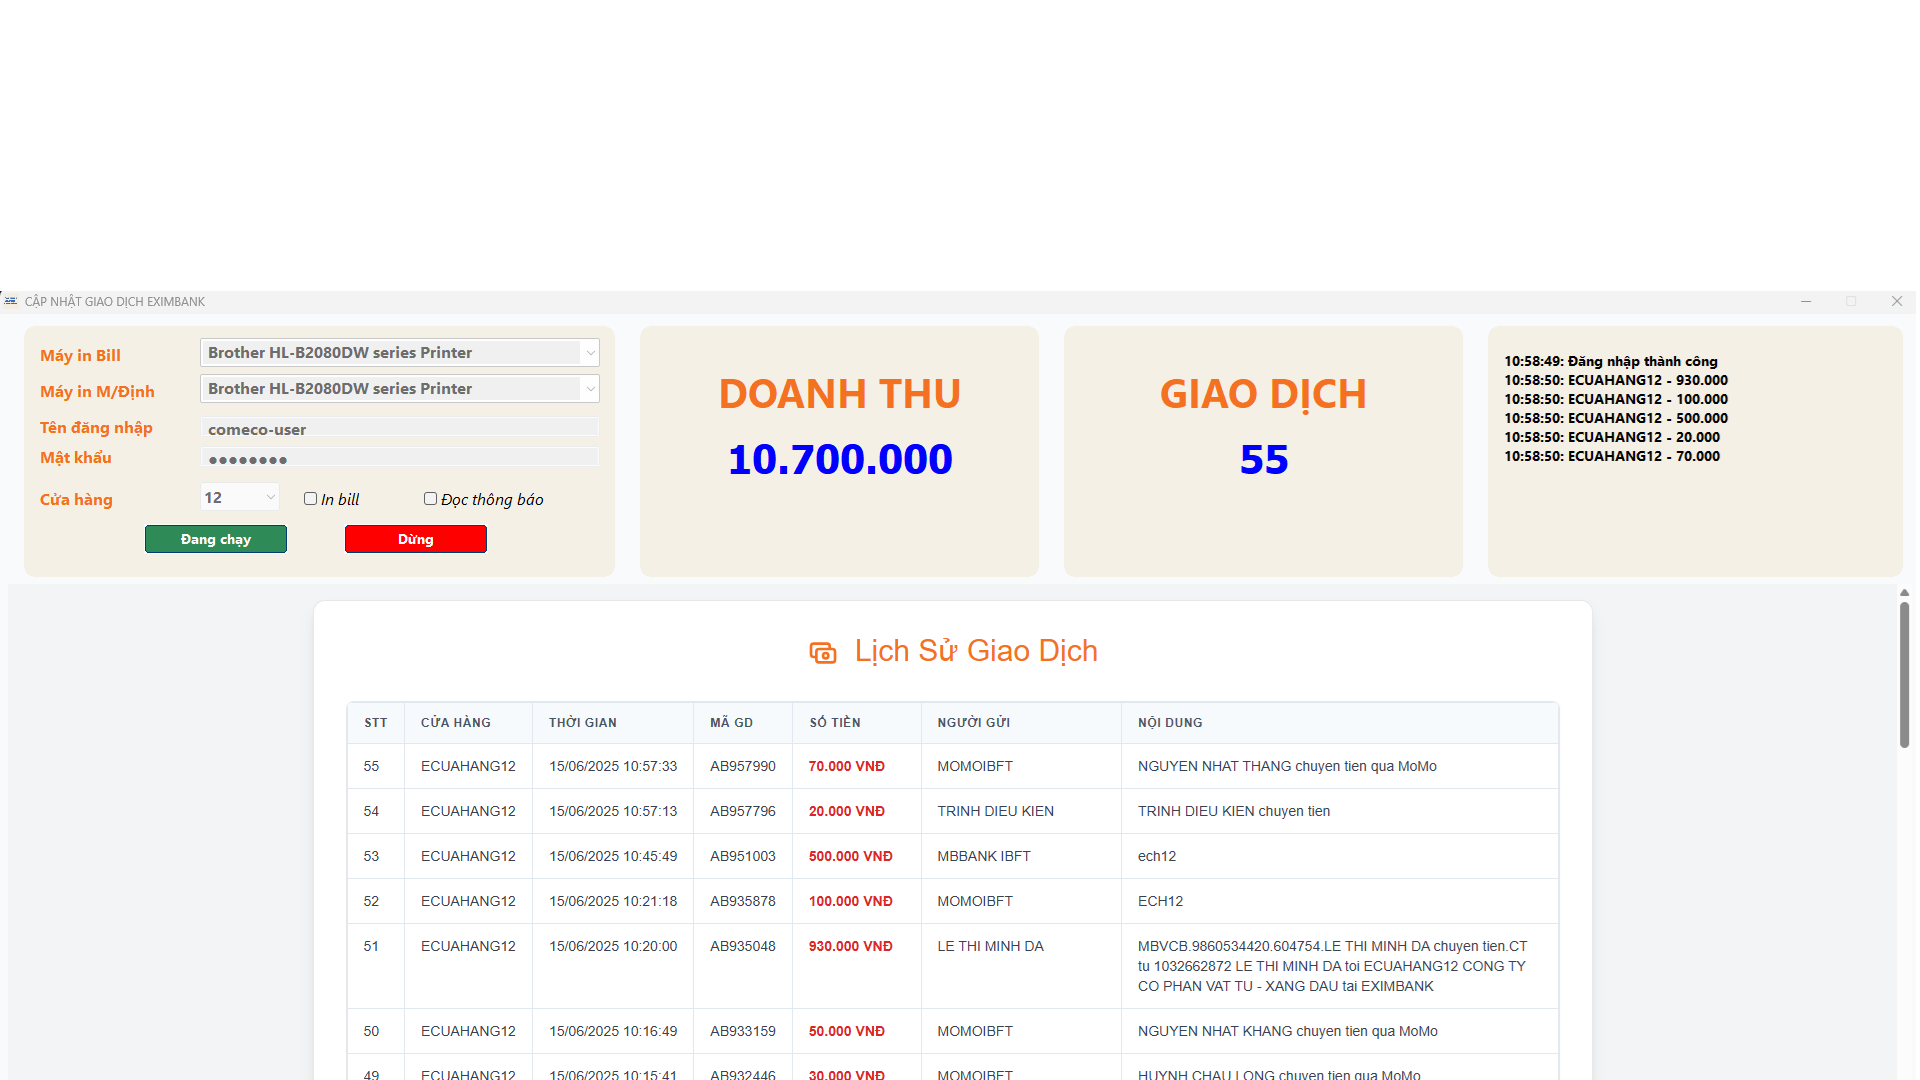 CẬP NHẬT GIAO DỊCH EXIMBANK
Máy in Bill
Brother HL-B2080DW series Printer
Máy in M/Định
Brother HL-B2080DW series Printer
Tên đăng nhập
comeco-user
Mật khẩu
●●●●●●●●
Cửa hàng
12
In bill
Đọc thông báo
Đang chạy
Dừng
DOANH THU
10.700.000
GIAO DỊCH
55
10:58:49: Đăng nhập thành công
10:58:50: ECUAHANG12 - 930.000
10:58:50: ECUAHANG12 - 100.000
10:58:50: ECUAHANG12 - 500.000
10:58:50: ECUAHANG12 - 20.000
10:58:50: ECUAHANG12 - 70.000
Lịch Sử Giao Dịch
STT CỬA HÀNG THỜI GIAN MÃ GD SỐ TIỀN NGƯỜI GỬI NỘI DUNG
55 ECUAHANG12 15/06/2025 10:57:33 AB957990 70.000 VNĐ MOMOIBFT NGUYEN NHAT THANG chuyen tien qua MoMo
54 ECUAHANG12 15/06/2025 10:57:13 AB957796 20.000 VNĐ TRINH DIEU KIEN TRINH DIEU KIEN chuyen tien
53 ECUAHANG12 15/06/2025 10:45:49 AB951003 500.000 VNĐ MBBANK IBFT ech12
52 ECUAHANG12 15/06/2025 10:21:18 AB935878 100.000 VNĐ MOMOIBFT ECH12
51 ECUAHANG12 15/06/2025 10:20:00 AB935048 930.000 VNĐ LE THI MINH DA MBVCB.9860534420.604754.LE THI MINH DA chuyen tien.CT
tu 1032662872 LE THI MINH DA toi ECUAHANG12 CONG TY
CO PHAN VAT TU - XANG DAU tai EXIMBANK
50 ECUAHANG12 15/06/2025 10:16:49 AB933159 50.000 VNĐ MOMOIBFT NGUYEN NHAT KHANG chuyen tien qua MoMo
49 ECUAHANG12 15/06/2025 10:15:41 AB932446 30.000 VNĐ MOMOIBFT HUYNH CHAU LONG chuyen tien qua MoMo